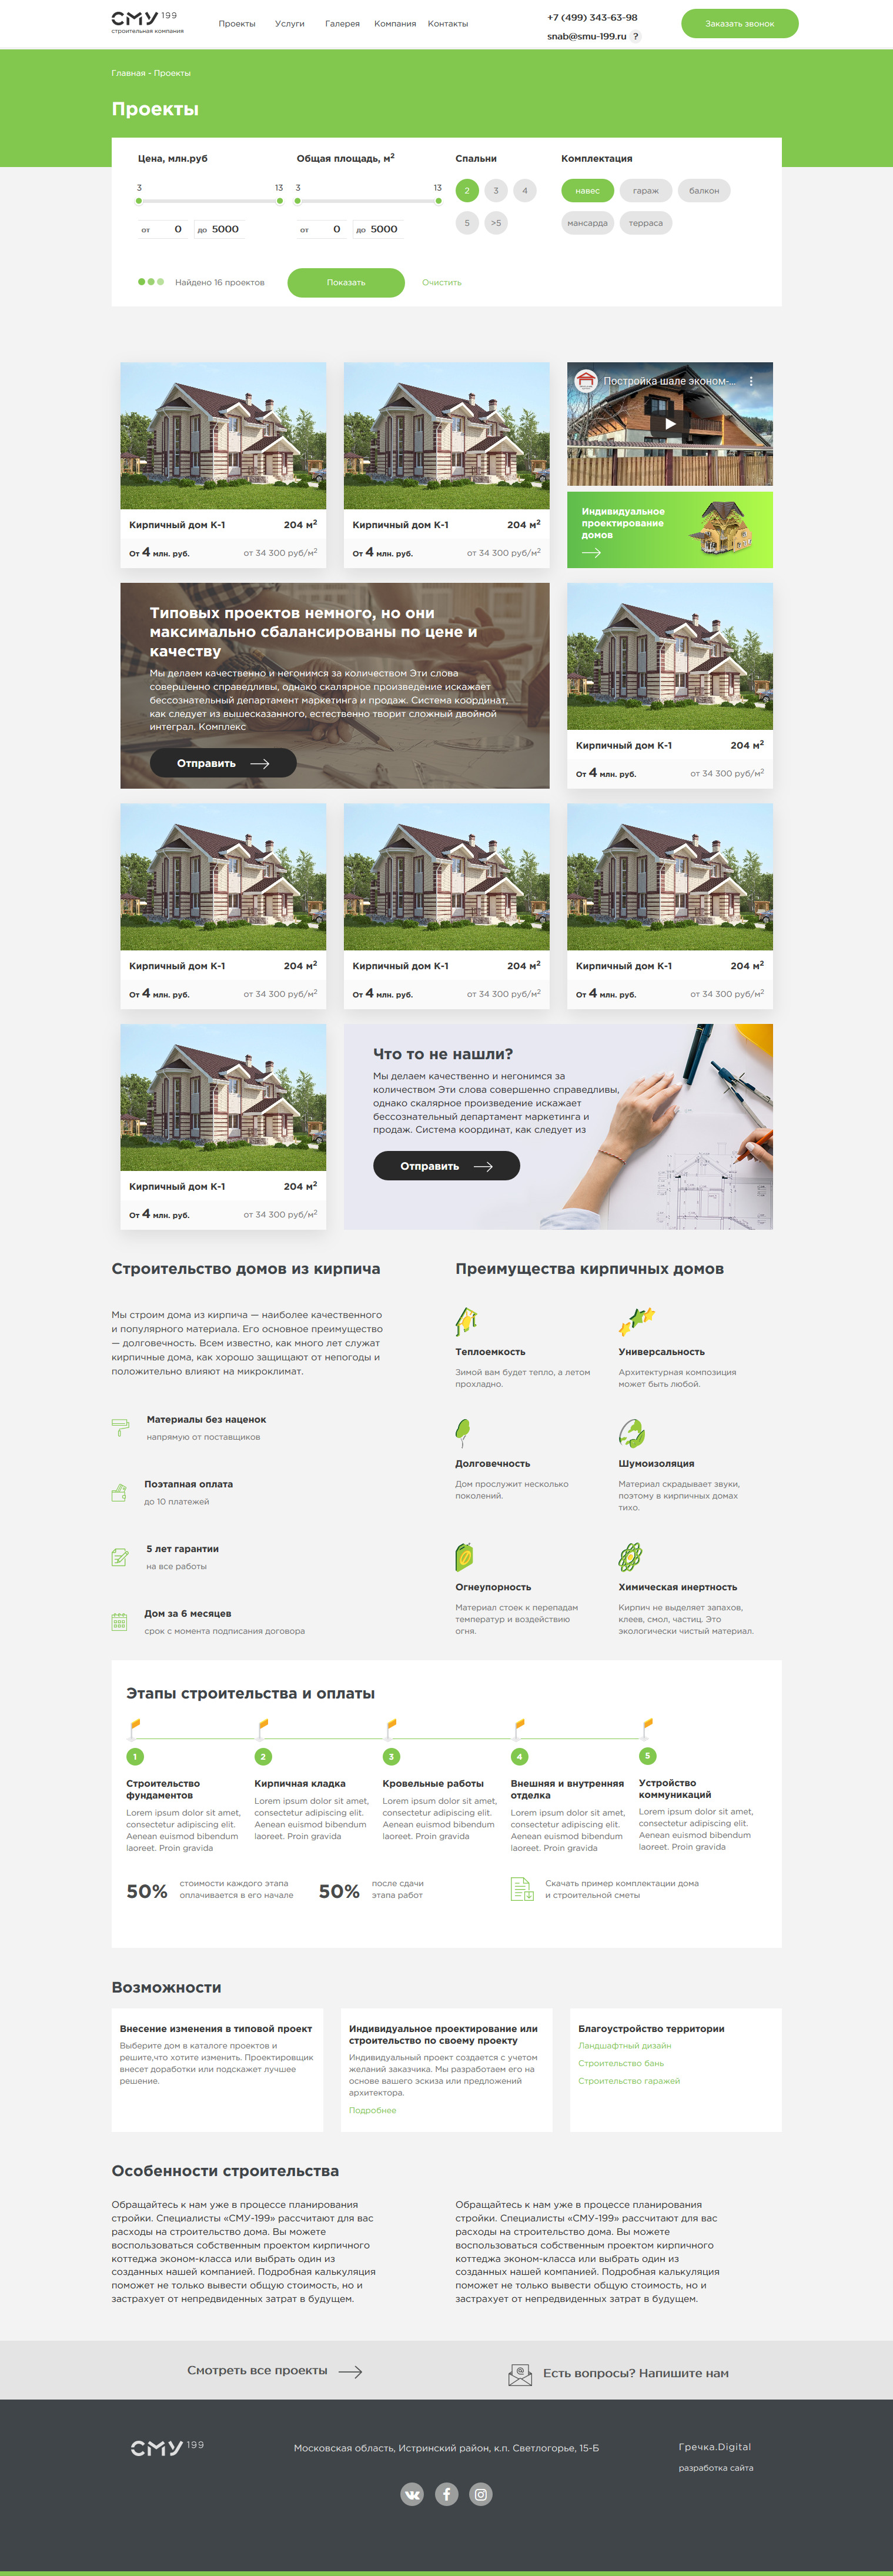 СМУ 199
строительная компания
Проекты Услуги Галерея Компания Контакты
+7 (499) 343-63-98
snab@smu-199.ru ?
Заказать звонок
Главная - Проекты
Проекты
Цена, млн.руб
3 13
от 0 до 5000
Общая площадь, м2
3 13
от 0 до 5000
Спальни
2 3 4
5 >5
Комплектация
навес гараж балкон
мансарда терраса
Найдено 16 проектов
Показать
Очистить
Кирпичный дом К-1 204 м2
От 4 млн. руб. от 34 300 руб/м2
Кирпичный дом К-1 204 м2
От 4 млн. руб. от 34 300 руб/м2
Постройка шале эконом-...
Индивидуальное
проектирование
домов
Типовых проектов немного, но они
максимально сбалансированы по цене и
качеству
Мы делаем качественно и негонимся за количеством Эти слова
совершенно справедливы, однако скалярное произведение искажает
бессознательный департамент маркетинга и продаж. Система координат,
как следует из вышесказанного, естественно творит сложный двойной
интеграл. Комплекс
Отправить
Кирпичный дом К-1 204 м2
От 4 млн. руб. от 34 300 руб/м2
Кирпичный дом К-1 204 м2
От 4 млн. руб. от 34 300 руб/м2
Кирпичный дом К-1 204 м2
От 4 млн. руб. от 34 300 руб/м2
Кирпичный дом К-1 204 м2
От 4 млн. руб. от 34 300 руб/м2
Кирпичный дом К-1 204 м2
От 4 млн. руб. от 34 300 руб/м2
Что то не нашли?
Мы делаем качественно и негонимся за
количеством Эти слова совершенно справедливы,
однако скалярное произведение искажает
бессознательный департамент маркетинга и
продаж. Система координат, как следует из
Отправить
Строительство домов из кирпича
Мы строим дома из кирпича — наиболее качественного
и популярного материала. Его основное преимущество
— долговечность. Всем известно, как много лет служат
кирпичные дома, как хорошо защищают от непогоды и
положительно влияют на микроклимат.
Материалы без наценок
напрямую от поставщиков
Поэтапная оплата
до 10 платежей
5 лет гарантии
на все работы
Дом за 6 месяцев
срок с момента подписания договора
Преимущества кирпичных домов
Теплоемкость
Зимой вам будет тепло, а летом
прохладно.
Универсальность
Архитектурная композиция
может быть любой.
Долговечность
Дом прослужит несколько
поколений.
Шумоизоляция
Материал скрадывает звуки,
поэтому в кирпичных домах
тихо.
Огнеупорность
Материал стоек к перепадам
температур и воздействию
огня.
Химическая инертность
Кирпич не выделяет запахов,
клеев, смол, частиц. Это
экологически чистый материал.
Этапы строительства и оплаты
1
Строительство
фундаментов
Lorem ipsum dolor sit amet,
consectetur adipiscing elit.
Aenean euismod bibendum
laoreet. Proin gravida
2
Кирпичная кладка
Lorem ipsum dolor sit amet,
consectetur adipiscing elit.
Aenean euismod bibendum
laoreet. Proin gravida
3
Кровельные работы
Lorem ipsum dolor sit amet,
consectetur adipiscing elit.
Aenean euismod bibendum
laoreet. Proin gravida
4
Внешняя и внутренняя
отделка
Lorem ipsum dolor sit amet,
consectetur adipiscing elit.
Aenean euismod bibendum
laoreet. Proin gravida
5
Устройство
коммуникаций
Lorem ipsum dolor sit amet,
consectetur adipiscing elit.
Aenean euismod bibendum
laoreet. Proin gravida
50%
стоимости каждого этапа
оплачивается в его начале
50%
после сдачи
этапа работ
Скачать пример комплектации дома
и строительной сметы
Возможности
Внесение изменения в типовой проект
Выберите дом в каталоге проектов и
решите,что хотите изменить. Проектировщик
внесет доработки или подскажет лучшее
решение.
Индивидуальное проектирование или
строительство по своему проекту
Индивидуальный проект создается с учетом
желаний заказчика. Мы разработаем его на
основе вашего эскиза или предложений
архитектора.
Подробнее
Благоустройство территории
Ландшафтный дизайн
Строительство бань
Строительство гаражей
Особенности строительства
Обращайтесь к нам уже в процессе планирования
стройки. Специалисты «СМУ-199» рассчитают для вас
расходы на строительство дома. Вы можете
воспользоваться собственным проектом кирпичного
коттеджа эконом-класса или выбрать один из
созданных нашей компанией. Подробная калькуляция
поможет не только вывести общую стоимость, но и
застрахует от непредвиденных затрат в будущем.
Обращайтесь к нам уже в процессе планирования
стройки. Специалисты «СМУ-199» рассчитают для вас
расходы на строительство дома. Вы можете
воспользоваться собственным проектом кирпичного
коттеджа эконом-класса или выбрать один из
созданных нашей компанией. Подробная калькуляция
поможет не только вывести общую стоимость, но и
застрахует от непредвиденных затрат в будущем.
Смотреть все проекты
Есть вопросы? Напишите нам
СМУ 199
Московская область, Истринский район, к.п. Светлогорье, 15-Б
Гречка.Digital
разработка сайта